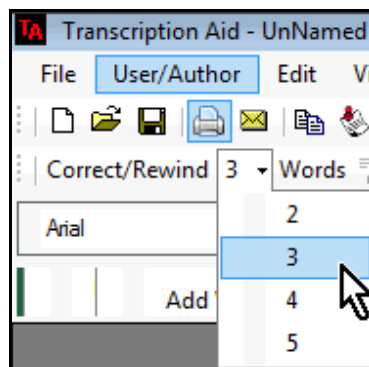 TA Transcription Aid - UnNamed
File User/Author Edit
Correct/Rewind 3 Words
2
Arial
3
Add
4
5